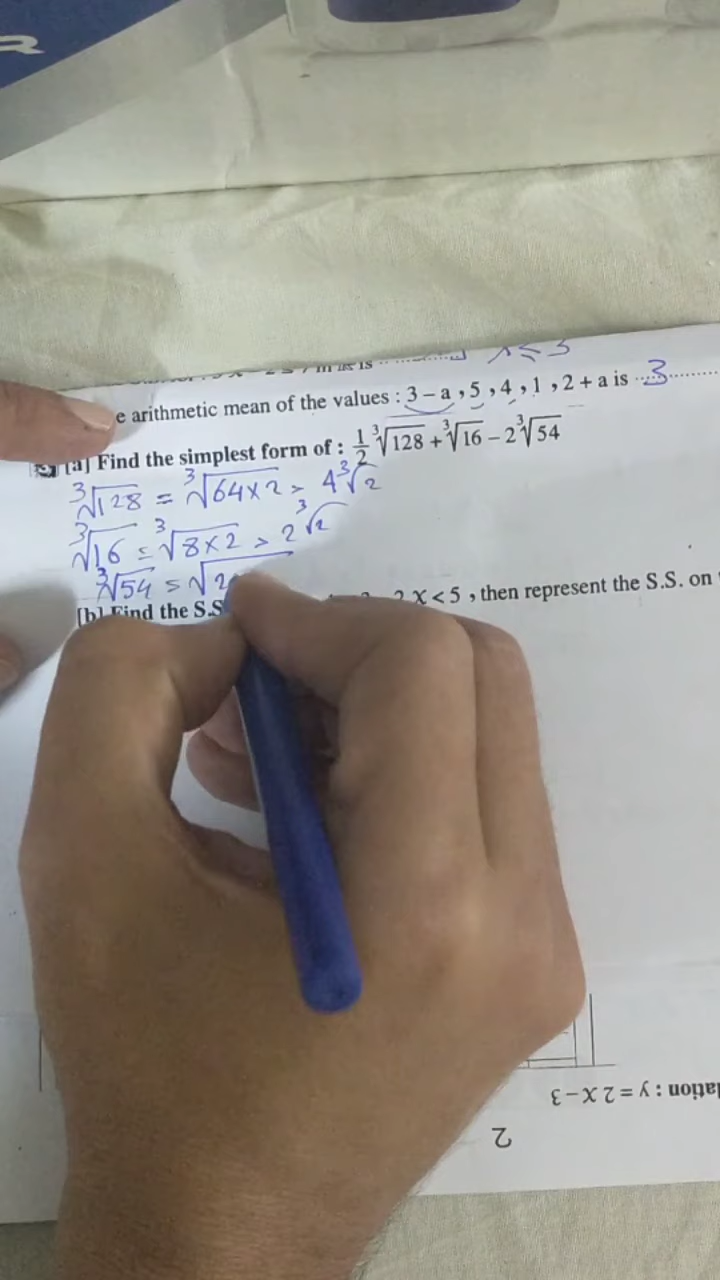 x ≤ 3
e arithmetic mean of the values : 3 – a , 5 , 4 , 1 , 2 + a is ... 3 ...
[a] Find the simplest form of : 1/2 ∛128 + ∛16 – 2∛54
∛128 = ∛64×2 = 4∛2
∛16 = ∛8×2 = 2∛2
∛54 = √2
[b] Find the S.S 2 X < 5 , then represent the S.S. on
lation : y = 2 X – 3
2